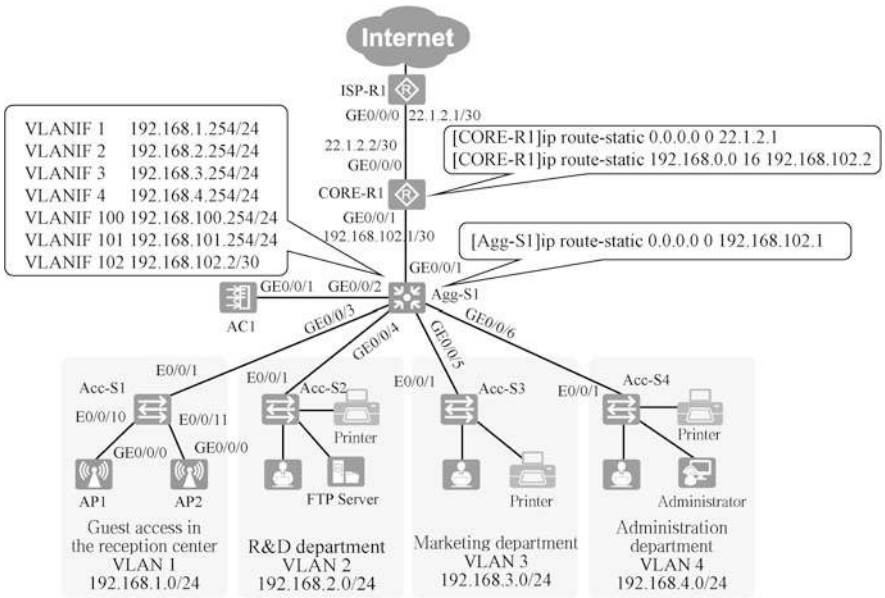 Internet
ISP-R1
GE0/0/0
22.1.2.1/30
VLANIF 1 192.168.1.254/24
VLANIF 2 192.168.2.254/24
VLANIF 3 192.168.3.254/24
VLANIF 4 192.168.4.254/24
VLANIF 100 192.168.100.254/24
VLANIF 101 192.168.101.254/24
VLANIF 102 192.168.102.2/30
22.1.2.2/30
GE0/0/0
[CORE-R1]ip route-static 0.0.0.0 0 22.1.2.1
[CORE-R1]ip route-static 192.168.0.0 16 192.168.102.2
CORE-R1
GE0/0/1
192.168.102.1/30
[Agg-S1]ip route-static 0.0.0.0 0 192.168.102.1
GE0/0/1
GE0/0/1
GE0/0/2
AC1
Agg-S1
GE0/0/3
GE0/0/4
GE0/0/5
GE0/0/6
E0/0/1
Acc-S1
E0/0/10
E0/0/11
GE0/0/0
GE0/0/0
AP1
AP2
Guest access in
the reception center
VLAN 1
192.168.1.0/24
E0/0/1
Acc-S2
Printer
FTP Server
R&D department
VLAN 2
192.168.2.0/24
E0/0/1
Acc-S3
Printer
Marketing department
VLAN 3
192.168.3.0/24
Acc-S4
E0/0/1
Printer
Administrator
Administration
department
VLAN 4
192.168.4.0/24